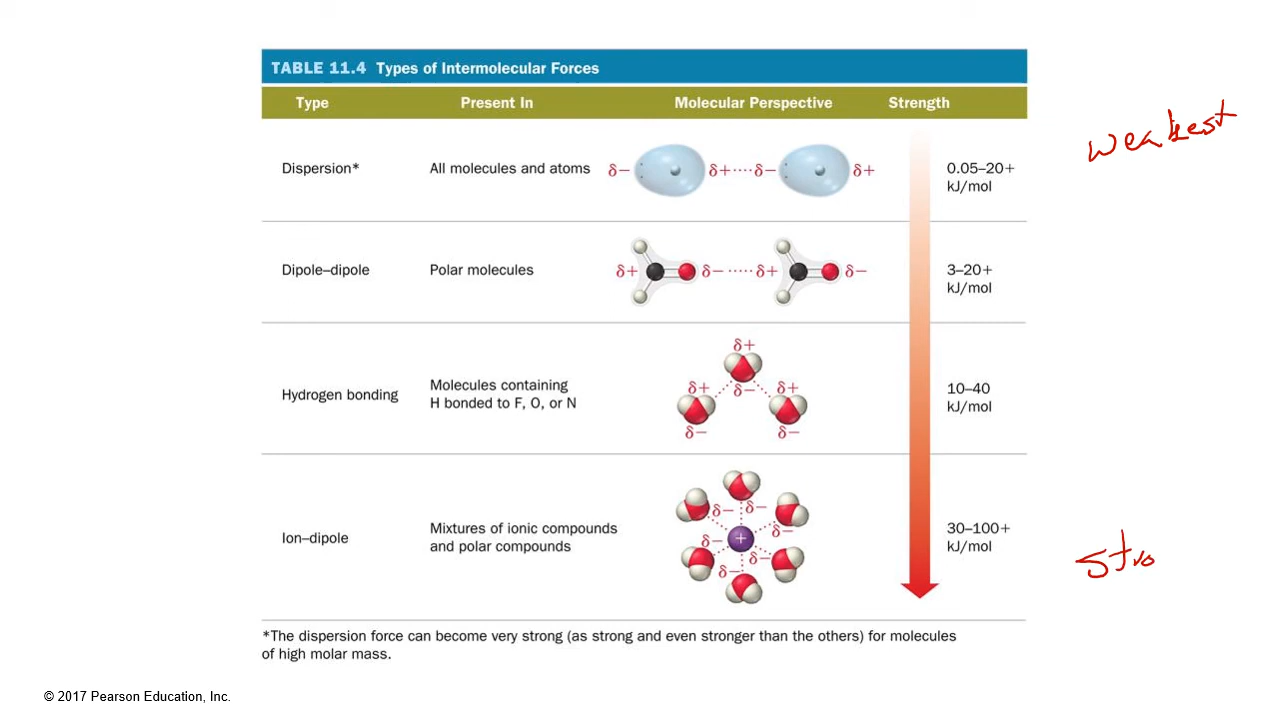 TABLE 11.4 Types of Intermolecular Forces
Type Present In Molecular Perspective Strength
weakest
Dispersion* All molecules and atoms δ− δ+ δ− δ+ 0.05–20+
kJ/mol
Dipole–dipole Polar molecules δ+ δ− δ+ δ− 3–20+
kJ/mol
δ+
Hydrogen bonding Molecules containing
H bonded to F, O, or N
δ+ δ− δ+
δ− δ−
10–40
kJ/mol
Ion–dipole Mixtures of ionic compounds
and polar compounds
δ− δ−
δ− + δ−
δ− δ−
30–100+
kJ/mol
stro
*The dispersion force can become very strong (as strong and even stronger than the others) for molecules
of high molar mass.
© 2017 Pearson Education, Inc.